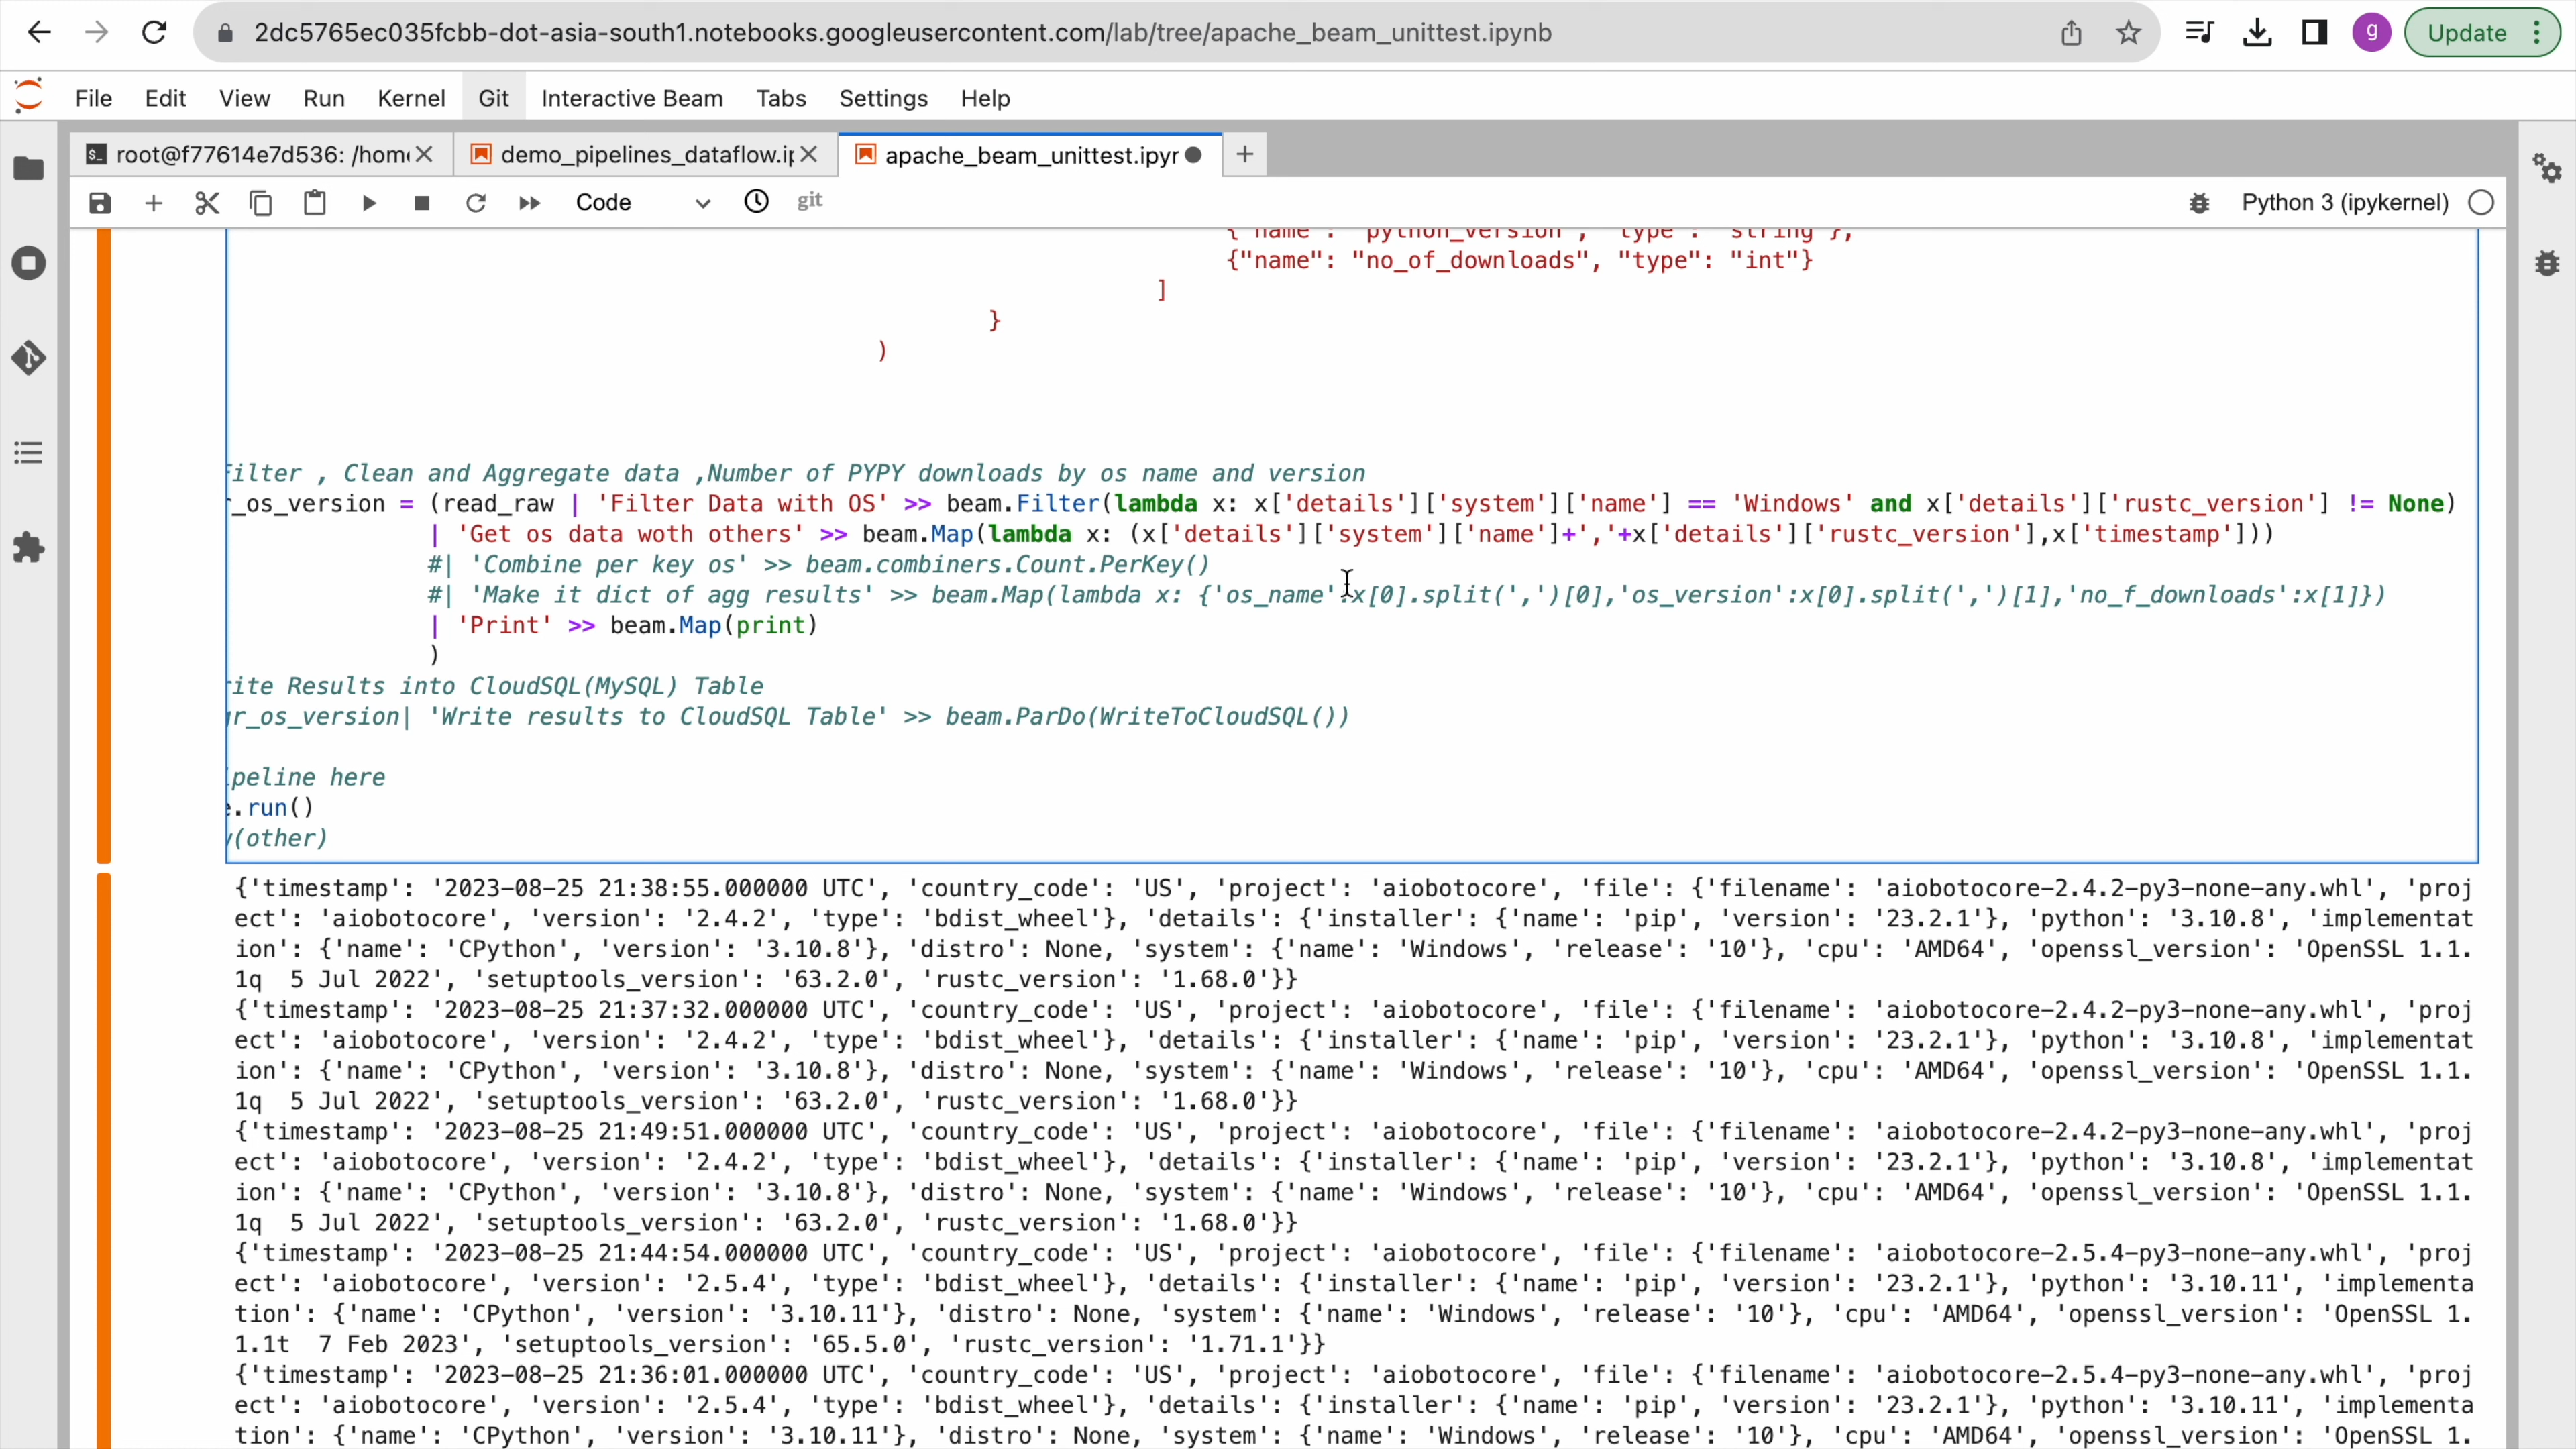 2dc5765ec035fcbb-dot-asia-south1.notebooks.googleusercontent.com/lab/tree/apache_beam_unittest.ipynb
g
Update
File Edit View Run Kernel Git Interactive Beam Tabs Settings Help
root@f77614e7d536: /hom
demo_pipelines_dataflow.ip
apache_beam_unittest.ipyr
Code
git
Python 3 (ipykernel)
{"name": "python_version", "type": "string"},
{"name": "no_of_downloads", "type": "int"}
]
}
)
Filter , Clean and Aggregate data ,Number of PYPY downloads by os name and version
r_os_version = (read_raw | 'Filter Data with OS' >> beam.Filter(lambda x: x['details']['system']['name'] == 'Windows' and x['details']['rustc_version'] != None)
| 'Get os data woth others' >> beam.Map(lambda x: (x['details']['system']['name']+','+x['details']['rustc_version'],x['timestamp']))
#| 'Combine per key os' >> beam.combiners.Count.PerKey()
#| 'Make it dict of agg results' >> beam.Map(lambda x: {'os_name':x[0].split(',')[0],'os_version':x[0].split(',')[1],'no_f_downloads':x[1]})
| 'Print' >> beam.Map(print)
)
ite Results into CloudSQL(MySQL) Table
r_os_version| 'Write results to CloudSQL Table' >> beam.ParDo(WriteToCloudSQL())
ipeline here
e.run()
(other)
{'timestamp': '2023-08-25 21:38:55.000000 UTC', 'country_code': 'US', 'project': 'aiobotocore', 'file': {'filename': 'aiobotocore-2.4.2-py3-none-any.whl', 'proj
ect': 'aiobotocore', 'version': '2.4.2', 'type': 'bdist_wheel'}, 'details': {'installer': {'name': 'pip', 'version': '23.2.1'}, 'python': '3.10.8', 'implementat
ion': {'name': 'CPython', 'version': '3.10.8'}, 'distro': None, 'system': {'name': 'Windows', 'release': '10'}, 'cpu': 'AMD64', 'openssl_version': 'OpenSSL 1.1.
1q  5 Jul 2022', 'setuptools_version': '63.2.0', 'rustc_version': '1.68.0'}}
{'timestamp': '2023-08-25 21:37:32.000000 UTC', 'country_code': 'US', 'project': 'aiobotocore', 'file': {'filename': 'aiobotocore-2.4.2-py3-none-any.whl', 'proj
ect': 'aiobotocore', 'version': '2.4.2', 'type': 'bdist_wheel'}, 'details': {'installer': {'name': 'pip', 'version': '23.2.1'}, 'python': '3.10.8', 'implementat
ion': {'name': 'CPython', 'version': '3.10.8'}, 'distro': None, 'system': {'name': 'Windows', 'release': '10'}, 'cpu': 'AMD64', 'openssl_version': 'OpenSSL 1.1.
1q  5 Jul 2022', 'setuptools_version': '63.2.0', 'rustc_version': '1.68.0'}}
{'timestamp': '2023-08-25 21:49:51.000000 UTC', 'country_code': 'US', 'project': 'aiobotocore', 'file': {'filename': 'aiobotocore-2.4.2-py3-none-any.whl', 'proj
ect': 'aiobotocore', 'version': '2.4.2', 'type': 'bdist_wheel'}, 'details': {'installer': {'name': 'pip', 'version': '23.2.1'}, 'python': '3.10.8', 'implementat
ion': {'name': 'CPython', 'version': '3.10.8'}, 'distro': None, 'system': {'name': 'Windows', 'release': '10'}, 'cpu': 'AMD64', 'openssl_version': 'OpenSSL 1.1.
1q  5 Jul 2022', 'setuptools_version': '63.2.0', 'rustc_version': '1.68.0'}}
{'timestamp': '2023-08-25 21:44:54.000000 UTC', 'country_code': 'US', 'project': 'aiobotocore', 'file': {'filename': 'aiobotocore-2.5.4-py3-none-any.whl', 'proj
ect': 'aiobotocore', 'version': '2.5.4', 'type': 'bdist_wheel'}, 'details': {'installer': {'name': 'pip', 'version': '23.2.1'}, 'python': '3.10.11', 'implementa
tion': {'name': 'CPython', 'version': '3.10.11'}, 'distro': None, 'system': {'name': 'Windows', 'release': '10'}, 'cpu': 'AMD64', 'openssl_version': 'OpenSSL 1.
1.1t  7 Feb 2023', 'setuptools_version': '65.5.0', 'rustc_version': '1.71.1'}}
{'timestamp': '2023-08-25 21:36:01.000000 UTC', 'country_code': 'US', 'project': 'aiobotocore', 'file': {'filename': 'aiobotocore-2.5.4-py3-none-any.whl', 'proj
ect': 'aiobotocore', 'version': '2.5.4', 'type': 'bdist_wheel'}, 'details': {'installer': {'name': 'pip', 'version': '23.2.1'}, 'python': '3.10.11', 'implementa
tion': {'name': 'CPython', 'version': '3.10.11'}, 'distro': None, 'system': {'name': 'Windows', 'release': '10'}, 'cpu': 'AMD64', 'openssl_version': 'OpenSSL 1.